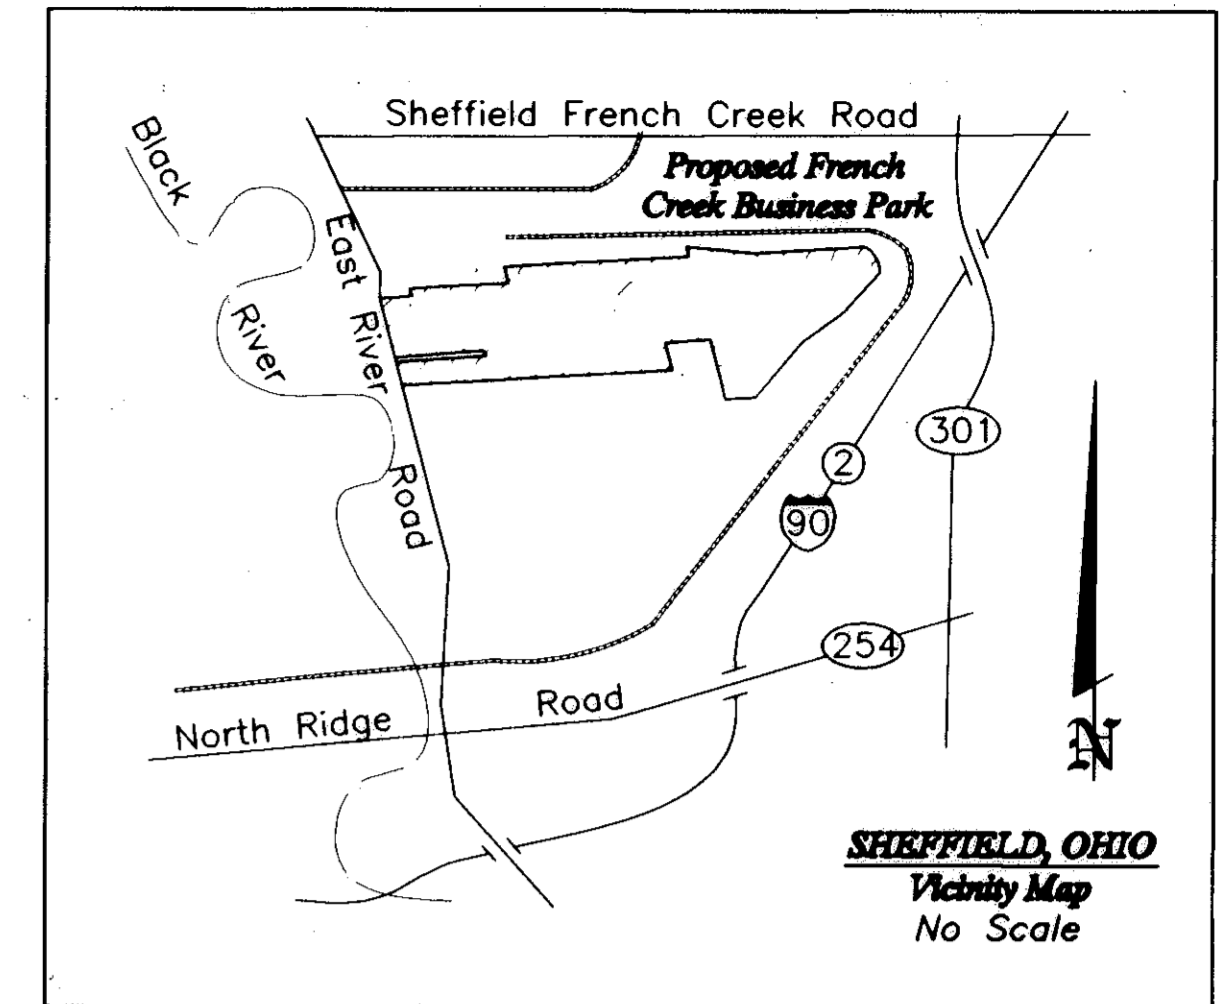 Sheffield French Creek Road
Proposed French
Creek Business Park
Black
River
East River Road
301
2
90
254
North Ridge Road
N
SHEFFIELD, OHIO
Vicinity Map
No Scale